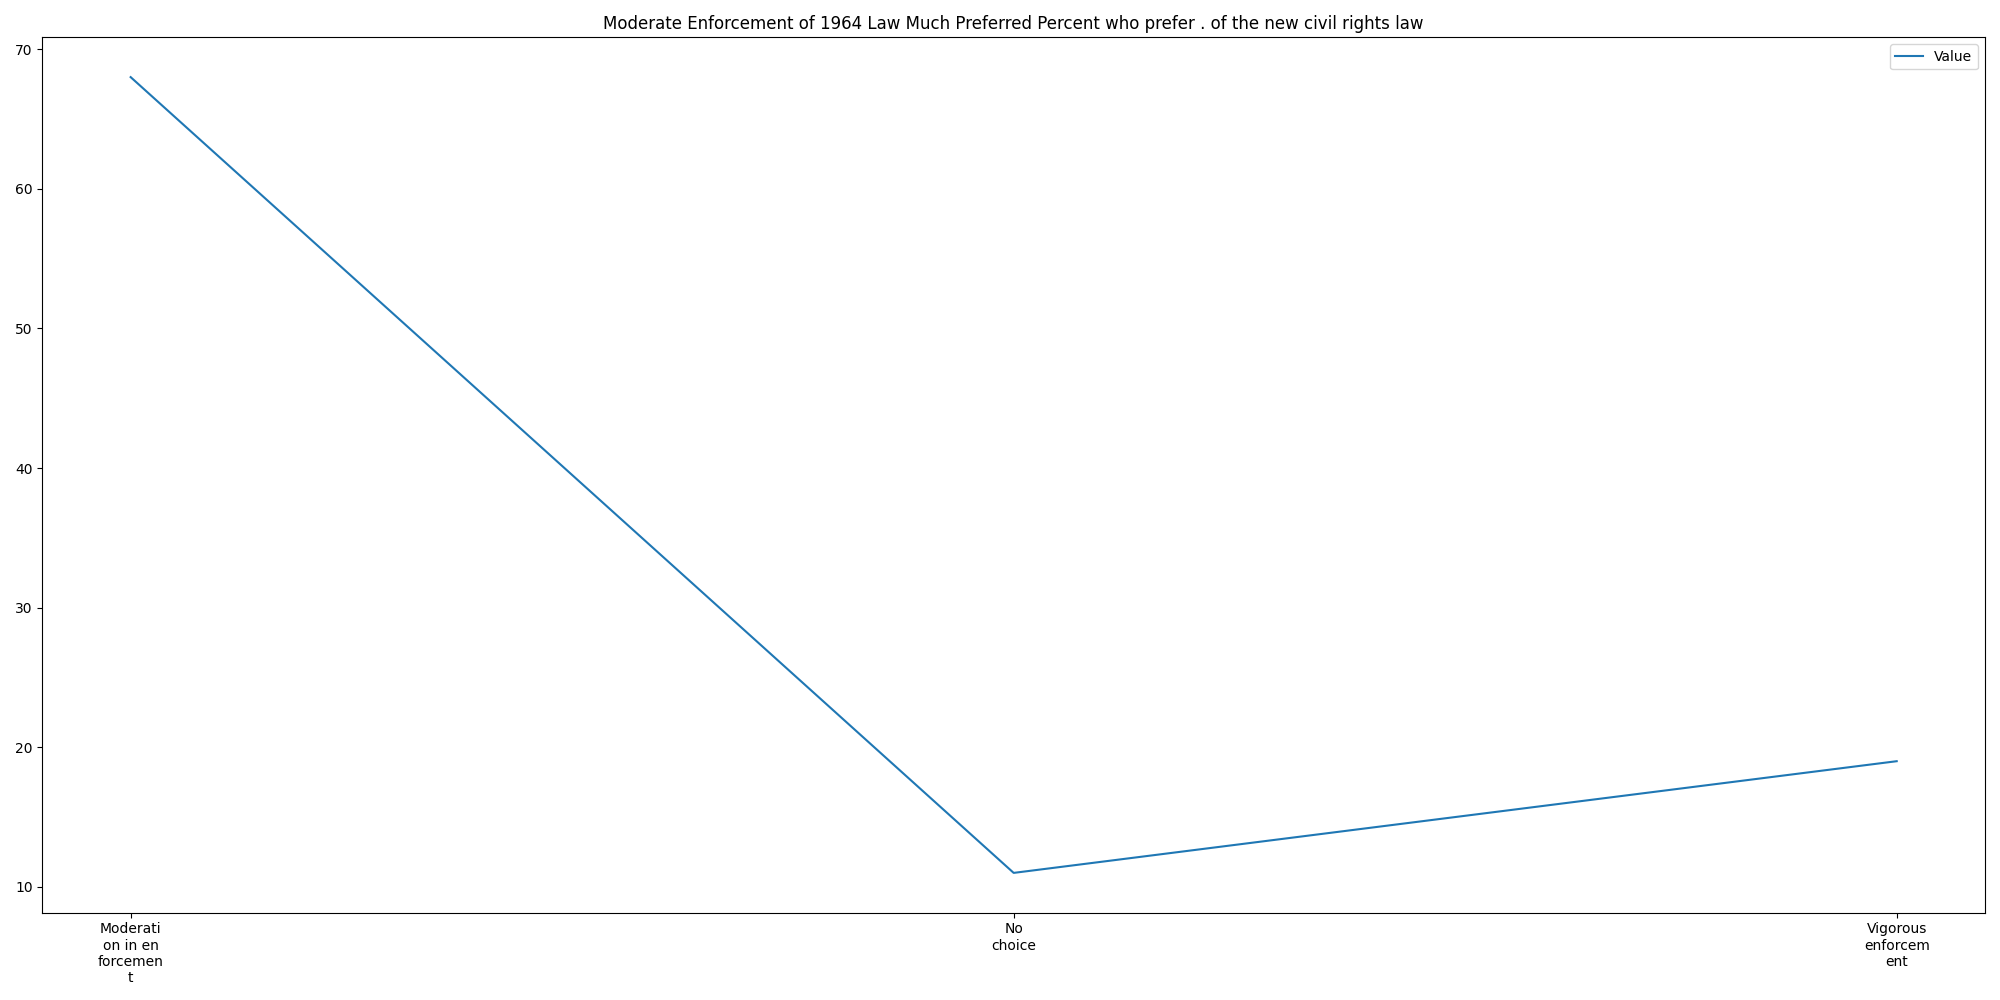 Moderate Enforcement of 1964 Law Much Preferred Percent who prefer . of the new civil rights law
Value
70
60
50
40
30
20
10
Moderati
on in en
forcemen
t
No
choice
Vigorous
enforcem
ent